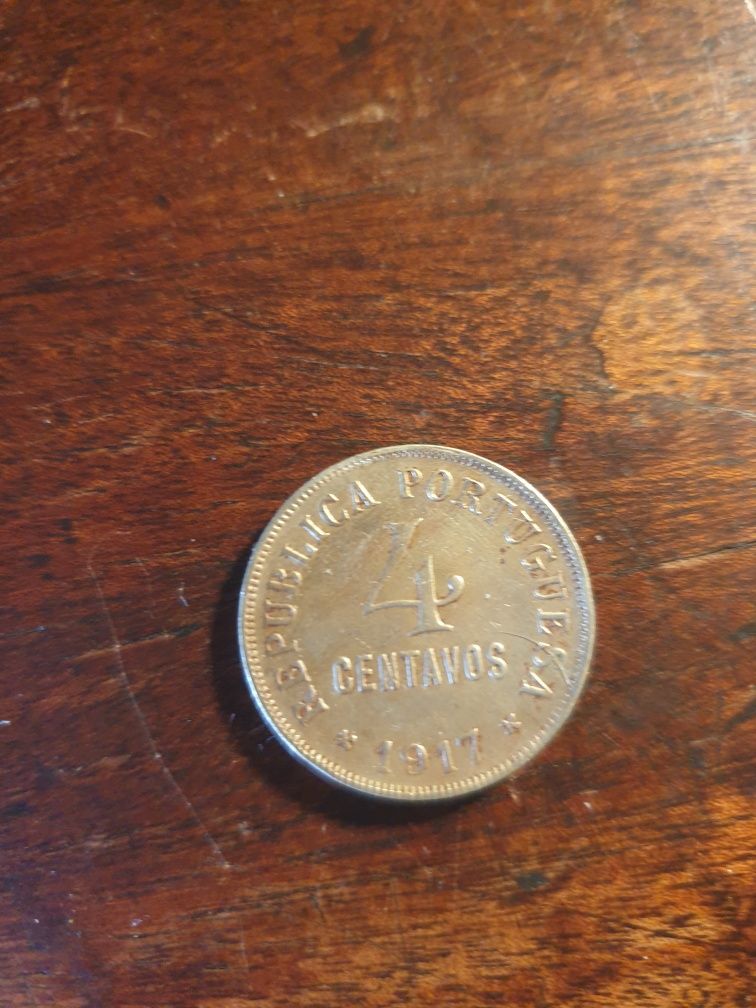 REPUBLICA PORTUGUESA
4
CENTAVOS
* 1917 *